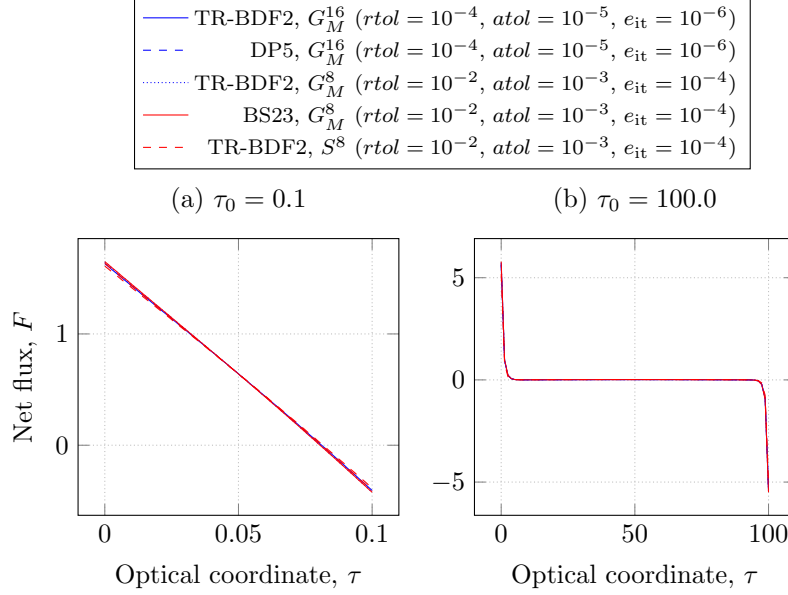 TR-BDF2, G_M^16 (rtol = 10^-4, atol = 10^-5, e_it = 10^-6)
DP5, G_M^16 (rtol = 10^-4, atol = 10^-5, e_it = 10^-6)
TR-BDF2, G_M^8 (rtol = 10^-2, atol = 10^-3, e_it = 10^-4)
BS23, G_M^8 (rtol = 10^-2, atol = 10^-3, e_it = 10^-4)
TR-BDF2, S^8 (rtol = 10^-2, atol = 10^-3, e_it = 10^-4)
(a) τ_0 = 0.1
(b) τ_0 = 100.0
Net flux, F
1
0
0 0.05 0.1
Optical coordinate, τ
5
0
−5
0 50 100
Optical coordinate, τ